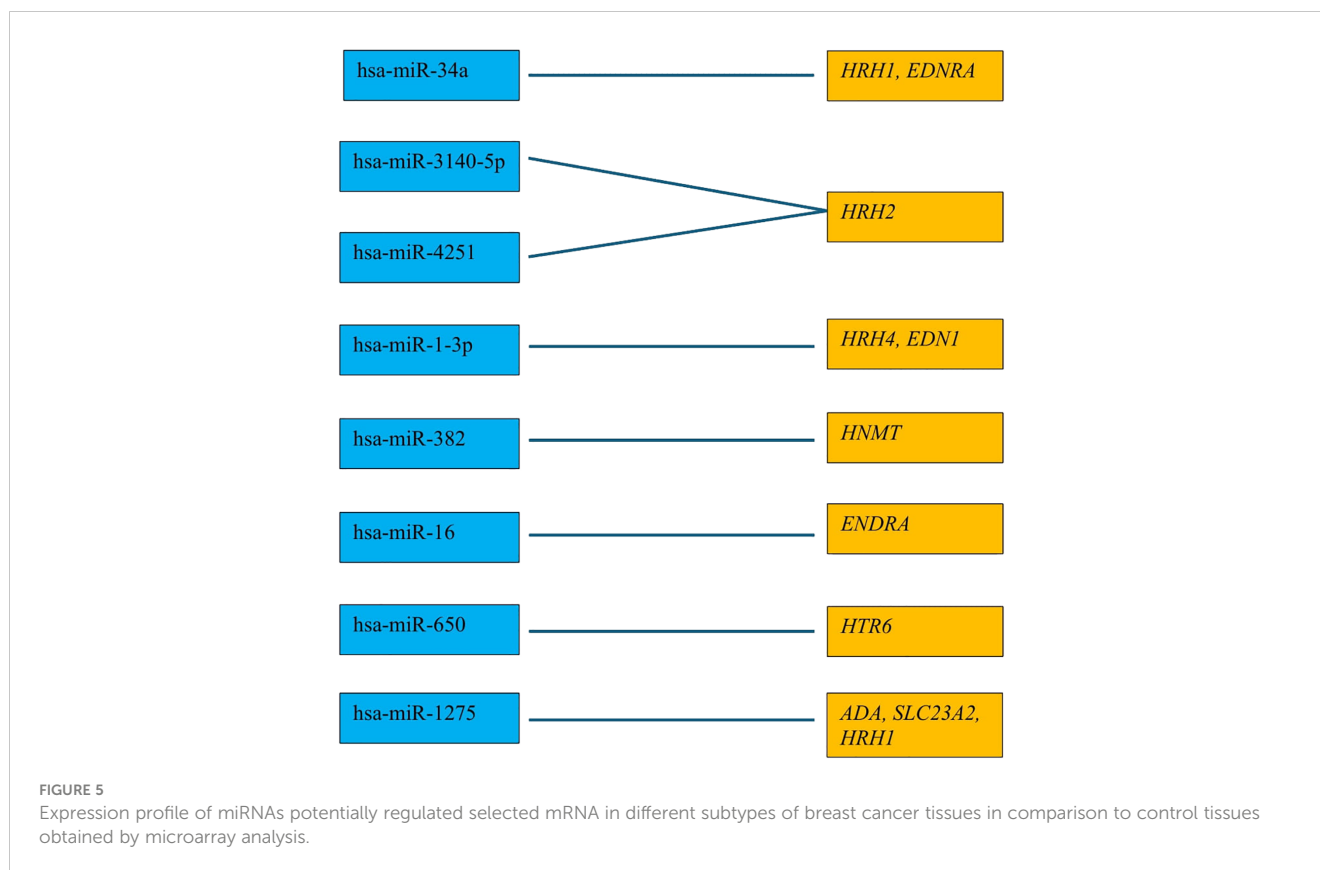 hsa-miR-34a
HRH1, EDNRA
hsa-miR-3140-5p
HRH2
hsa-miR-4251
hsa-miR-1-3p
HRH4, EDN1
hsa-miR-382
HNMT
hsa-miR-16
ENDRA
hsa-miR-650
HTR6
hsa-miR-1275
ADA, SLC23A2,
HRH1
FIGURE 5
Expression profile of miRNAs potentially regulated selected mRNA in different subtypes of breast cancer tissues in comparison to control tissues
obtained by microarray analysis.